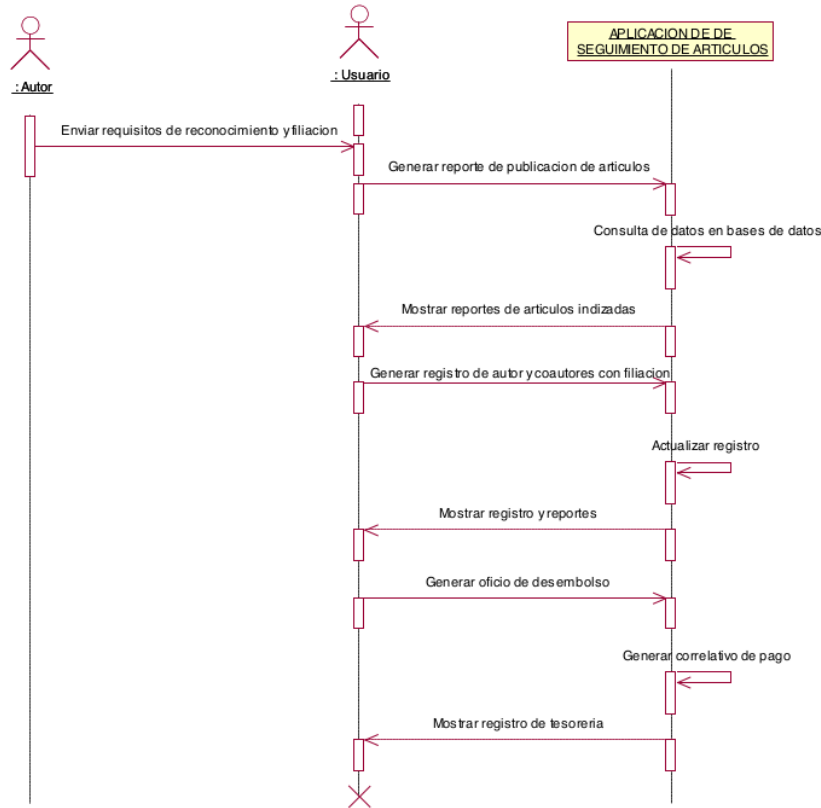 APLICACION DE DE
SEGUIMIENTO DE ARTICULOS
: Usuario
: Autor
Enviar requisitos de reconocimiento y filiacion
Generar reporte de publicacion de articulos
Consulta de datos en bases de datos
Mostrar reportes de articulos indizadas
Generar registro de autor y coautores con filiacion
Actualizar registro
Mostrar registro y reportes
Generar oficio de desembolso
Generar correlativo de pago
Mostrar registro de tesoreria